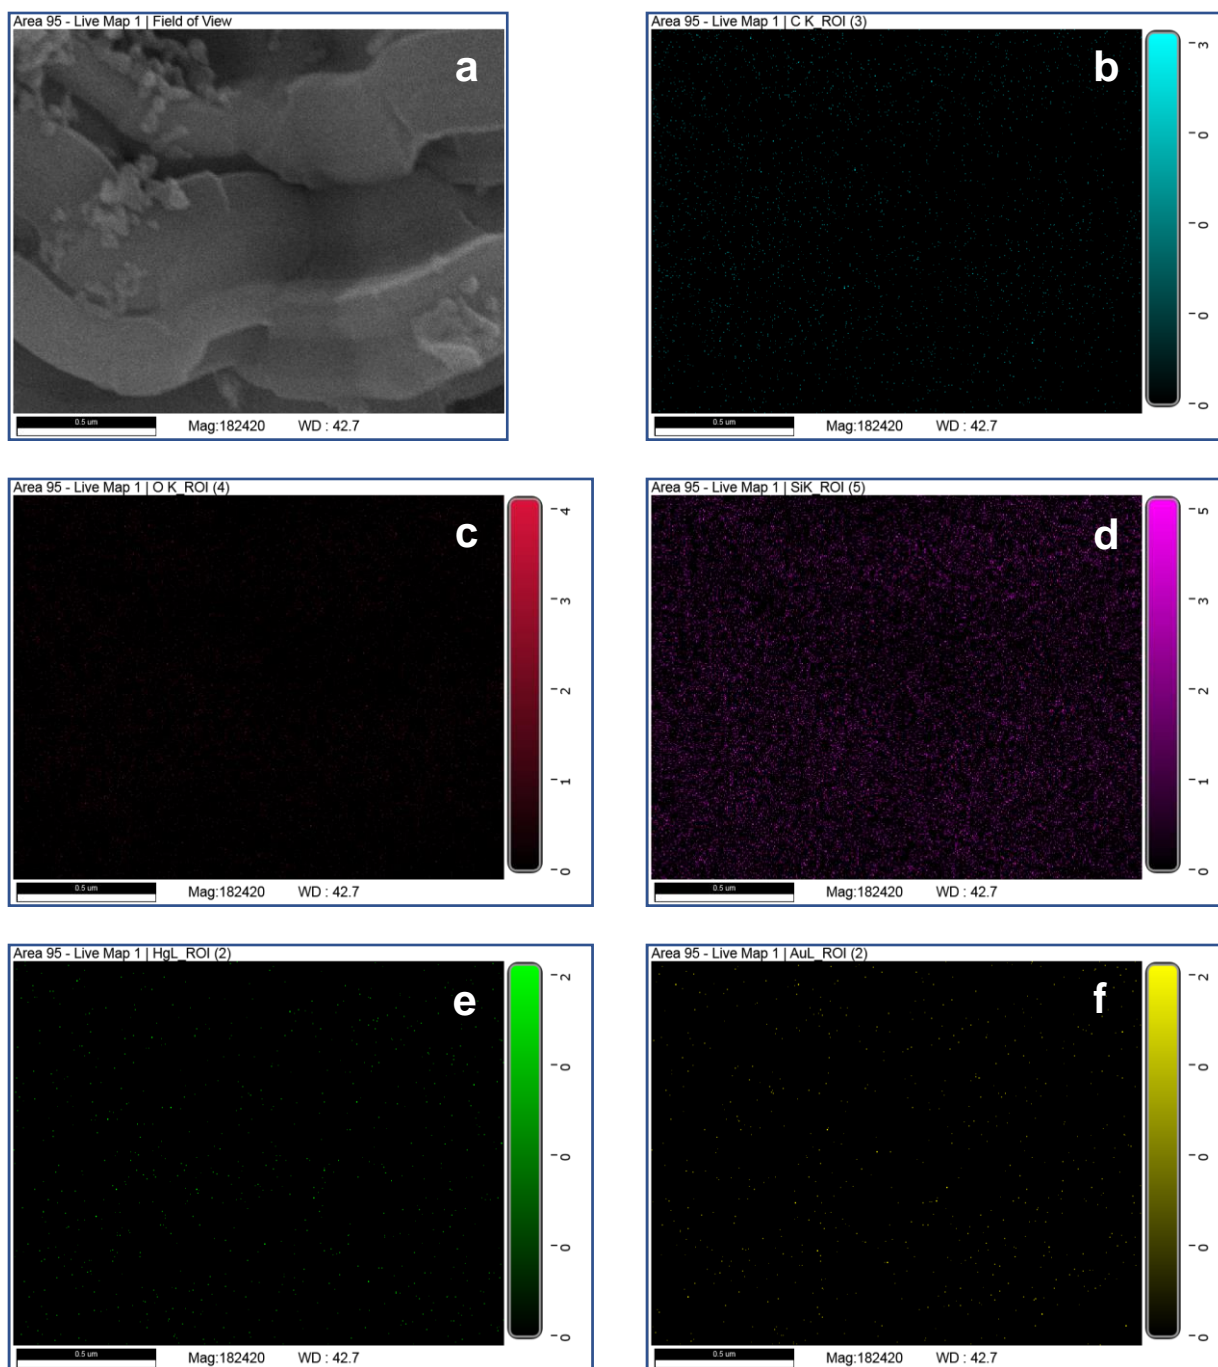 Area 95 - Live Map 1 | Field of View
a
0.5 um
Mag:182420 WD : 42.7
Area 95 - Live Map 1 | C K_ROI (3)
b
3
0
0
0
0
0.5 um
Mag:182420 WD : 42.7
Area 95 - Live Map 1 | O K_ROI (4)
c
4
3
2
1
0
0.5 um
Mag:182420 WD : 42.7
Area 95 - Live Map 1 | SiK_ROI (5)
d
5
3
2
1
0
0.5 um
Mag:182420 WD : 42.7
Area 95 - Live Map 1 | HgL_ROI (2)
e
2
0
0
0
0
0.5 um
Mag:182420 WD : 42.7
Area 95 - Live Map 1 | AuL_ROI (2)
f
2
0
0
0
0
0.5 um
Mag:182420 WD : 42.7